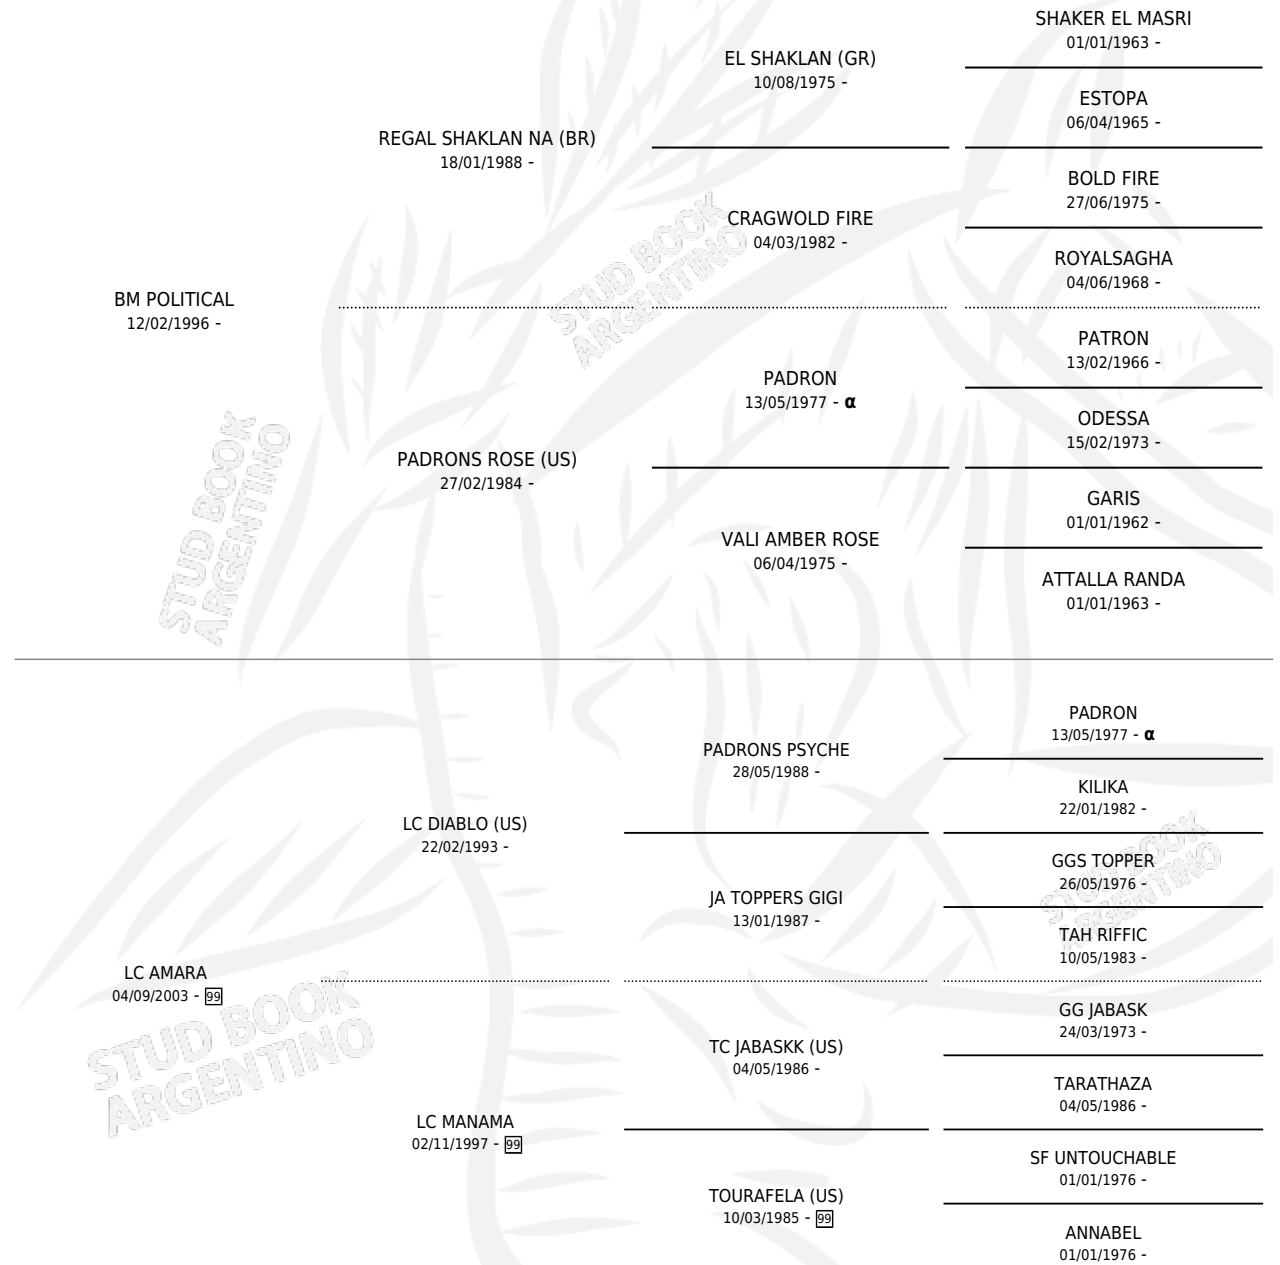 SHAKER EL MASRI
01/01/1963 -
EL SHAKLAN (GR)
10/08/1975 -
ESTOPA
06/04/1965 -
REGAL SHAKLAN NA (BR)
18/01/1988 -
BOLD FIRE
27/06/1975 -
CRAGWOLD FIRE
04/03/1982 -
ROYALSAGHA
04/06/1968 -
BM POLITICAL
12/02/1996 -
PATRON
13/02/1966 -
PADRON
13/05/1977 - α
ODESSA
15/02/1973 -
PADRONS ROSE (US)
27/02/1984 -
GARIS
01/01/1962 -
VALI AMBER ROSE
06/04/1975 -
ATTALLA RANDA
01/01/1963 -
PADRON
13/05/1977 - α
PADRONS PSYCHE
28/05/1988 -
KILIKA
22/01/1982 -
LC DIABLO (US)
22/02/1993 -
GGS TOPPER
26/05/1976 -
JA TOPPERS GIGI
13/01/1987 -
TAH RIFFIC
10/05/1983 -
LC AMARA
04/09/2003 - 99
GG JABASK
24/03/1973 -
TC JABASKK (US)
04/05/1986 -
TARATHAZA
04/05/1986 -
LC MANAMA
02/11/1997 - 99
SF UNTOUCHABLE
01/01/1976 -
TOURAFELA (US)
10/03/1985 - 99
ANNABEL
01/01/1976 -
STUD BOOK
ARGENTINO
STUD BOOK
ARGENTINO
STUD BOOK
ARGENTINO
STUD BOOK
ARGENTINO